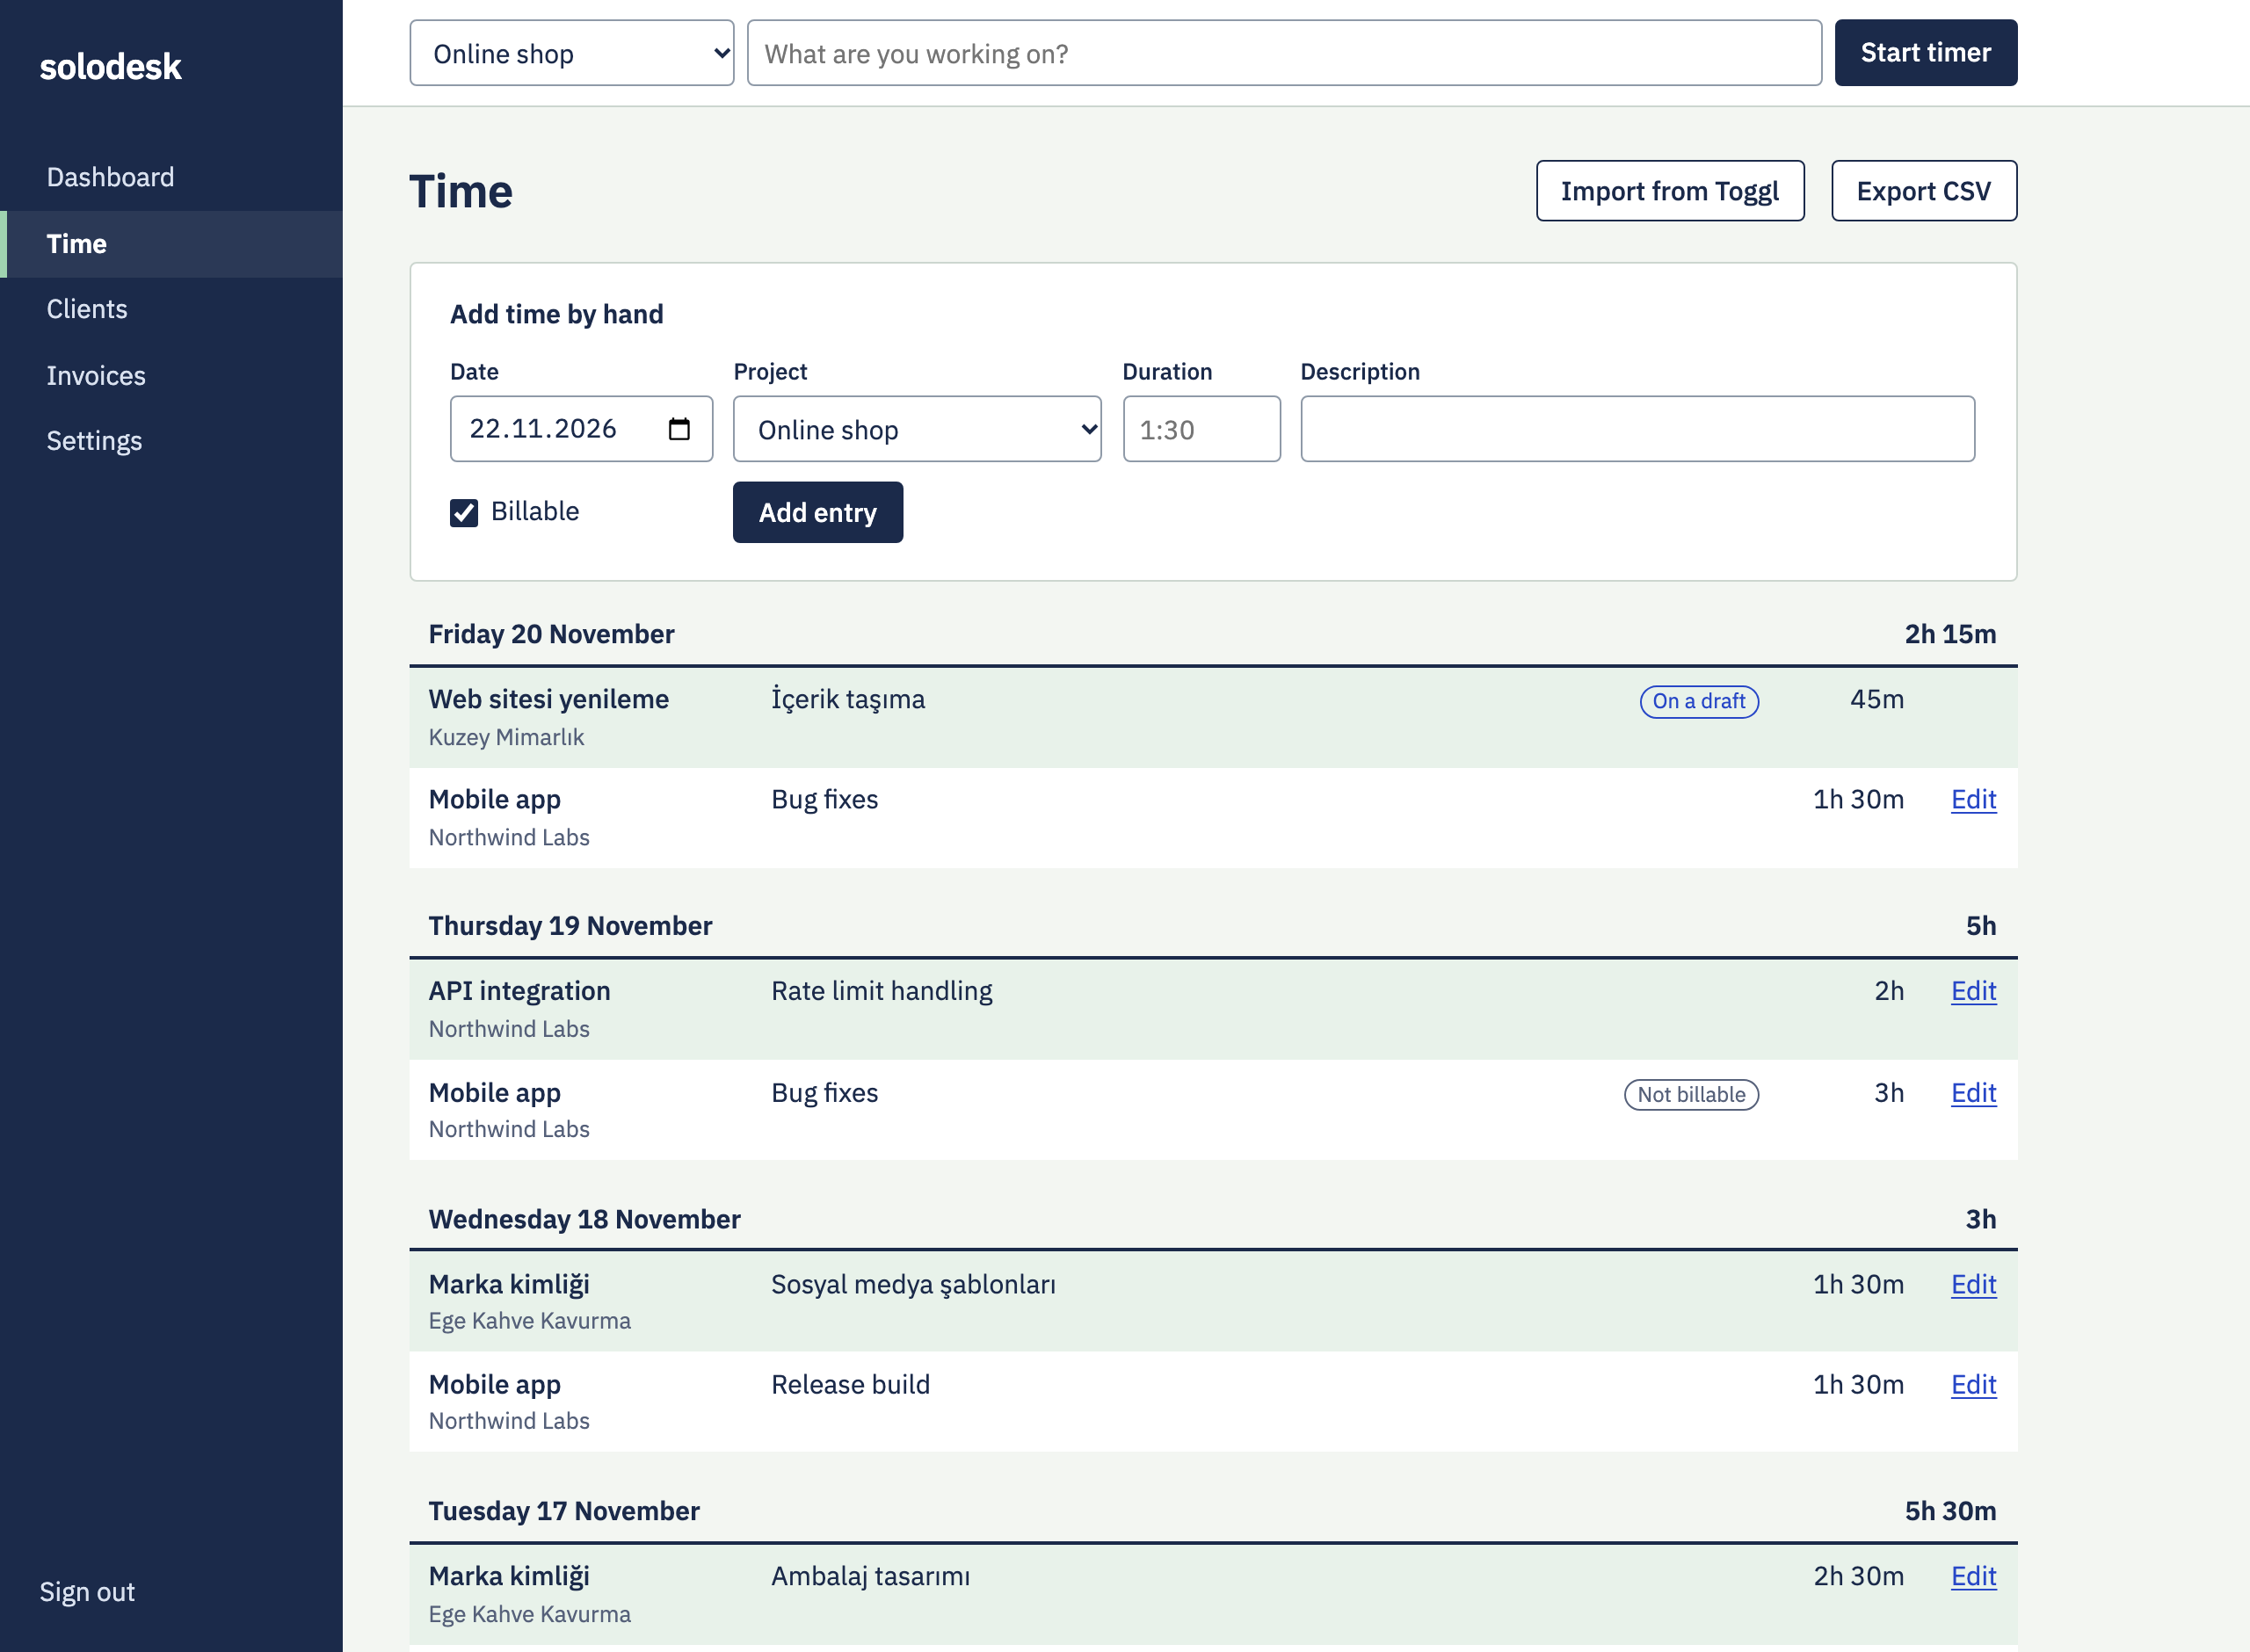 solodesk
Dashboard
Time
Clients
Invoices
Settings
Sign out
Online shop
What are you working on?
Start timer
Time
Import from Toggl
Export CSV
Add time by hand
Date
Project
Duration
Description
22.11.2026
Online shop
1:30
Billable
Add entry
Friday 20 November 2h 15m
Web sitesi yenileme İçerik taşıma On a draft 45m
Kuzey Mimarlık
Mobile app Bug fixes 1h 30m Edit
Northwind Labs
Thursday 19 November 5h
API integration Rate limit handling 2h Edit
Northwind Labs
Mobile app Bug fixes Not billable 3h Edit
Northwind Labs
Wednesday 18 November 3h
Marka kimliği Sosyal medya şablonları 1h 30m Edit
Ege Kahve Kavurma
Mobile app Release build 1h 30m Edit
Northwind Labs
Tuesday 17 November 5h 30m
Marka kimliği Ambalaj tasarımı 2h 30m Edit
Ege Kahve Kavurma